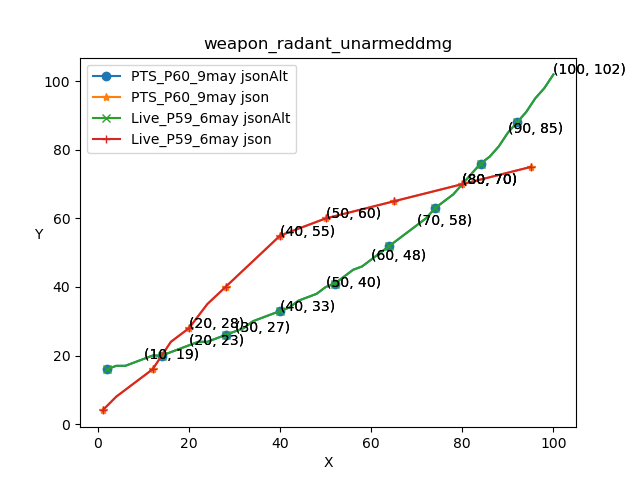 weapon_radant_unarmeddmg
PTS_P60_9may jsonAlt
PTS_P60_9may json
Live_P59_6may jsonAlt
Live_P59_6may json
(100, 102)
(90, 85)
(80, 70)
(70, 58)
(50, 60)
(40, 55)
(60, 48)
(50, 40)
(40, 33)
(30, 27)
(20, 28)
(20, 23)
(10, 19)
Y
100
80
60
40
20
0
0 20 40 60 80 100
X